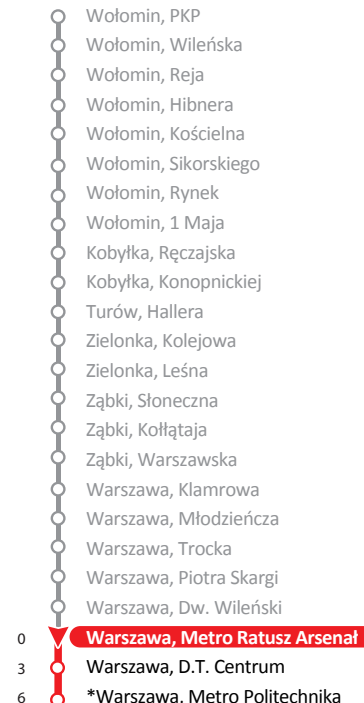 Wołomin, PKP
Wołomin, Wileńska
Wołomin, Reja
Wołomin, Hibnera
Wołomin, Kościelna
Wołomin, Sikorskiego
Wołomin, Rynek
Wołomin, 1 Maja
Kobyłka, Ręczajska
Kobyłka, Konopnickiej
Turów, Hallera
Zielonka, Kolejowa
Zielonka, Leśna
Ząbki, Słoneczna
Ząbki, Kołłątaja
Ząbki, Warszawska
Warszawa, Klamrowa
Warszawa, Młodzieńcza
Warszawa, Trocka
Warszawa, Piotra Skargi
Warszawa, Dw. Wileński
0 Warszawa, Metro Ratusz Arsenał
3 Warszawa, D.T. Centrum
6 *Warszawa. Metro Politechnika